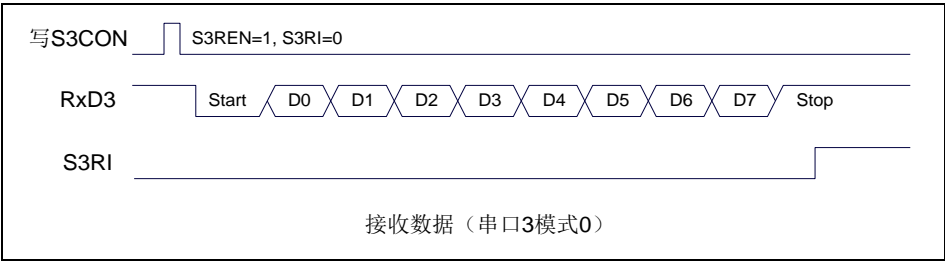 写S3CON S3REN=1, S3RI=0
RxD3 Start D0 D1 D2 D3 D4 D5 D6 D7 Stop
S3RI
接收数据（串口3模式0）